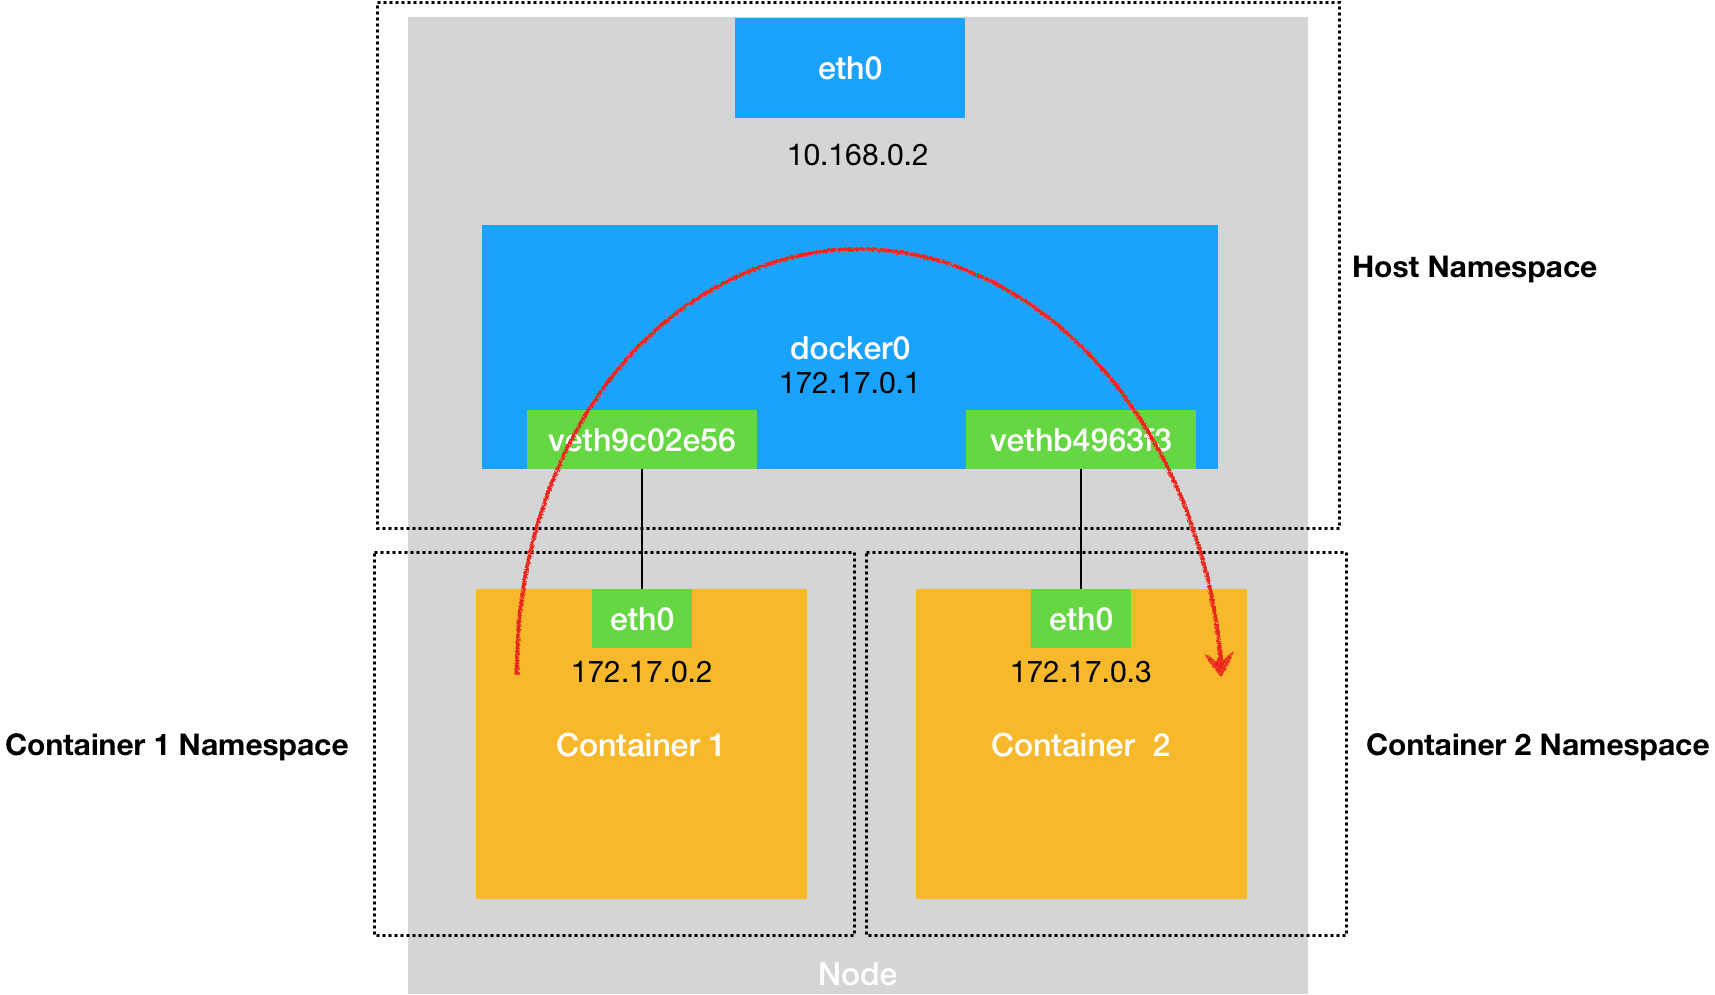 eth0
10.168.0.2
Host Namespace
docker0
172.17.0.1
veth9c02e56
vethb4963f3
eth0
eth0
172.17.0.2
172.17.0.3
Container 1 Namespace
Container 1
Container 2
Container 2 Namespace
Node